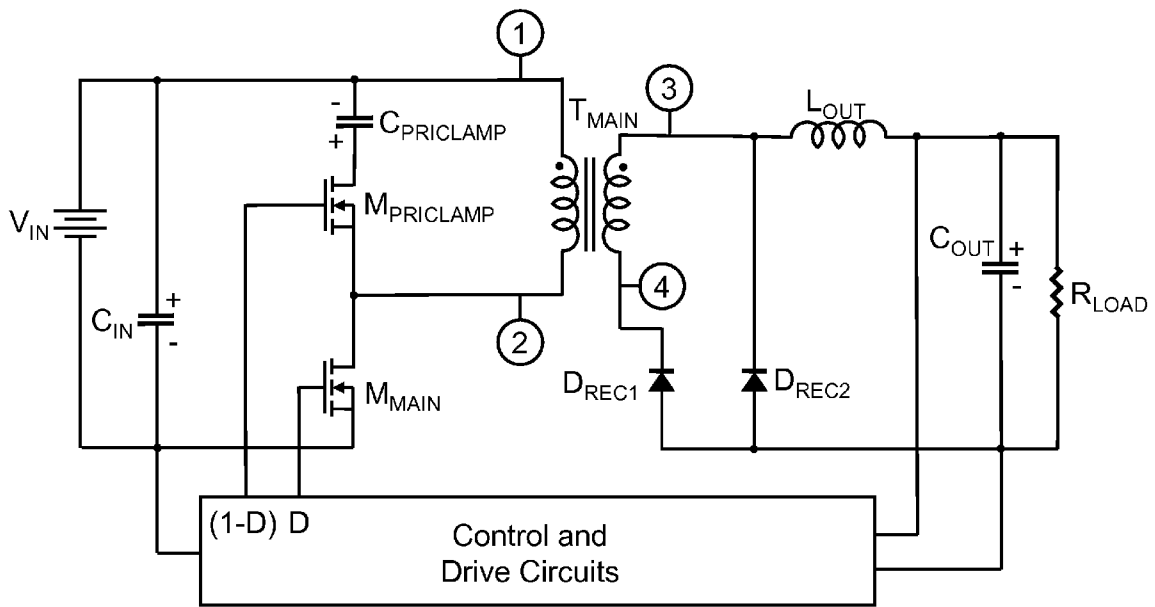 1
3
T_MAIN
L_OUT
-
C_PRICLAMP
+
M_PRICLAMP
V_IN
C_OUT
+
-
4
R_LOAD
+
C_IN
-
2
D_REC1
D_REC2
M_MAIN
(1-D) D
Control and
Drive Circuits